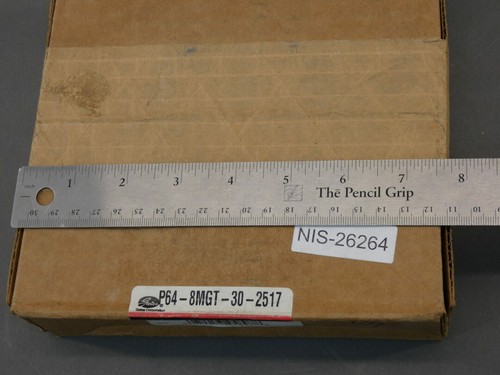 1 2 3 4 5 6 7 8
The Pencil Grip
30 29 28 27 26 25 24 23 22 21 20 19 18 17 16 15 14 13 12 11 10
NIS-26264
P64-8MGT-30-2517